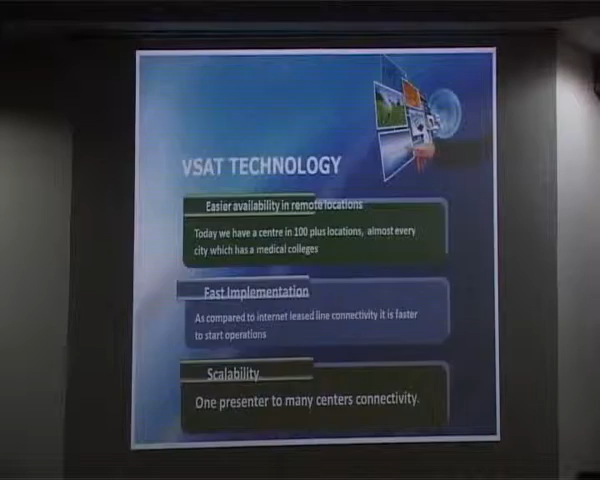 VSAT TECHNOLOGY
Easier availability in remote locations
Today we have a centre in 100 plus locations, almost every
city which has a medical colleges
Fast Implementation
As compared to internet leased line connectivity it is faster
to start operations
Scalability
One presenter to many centers connectivity.